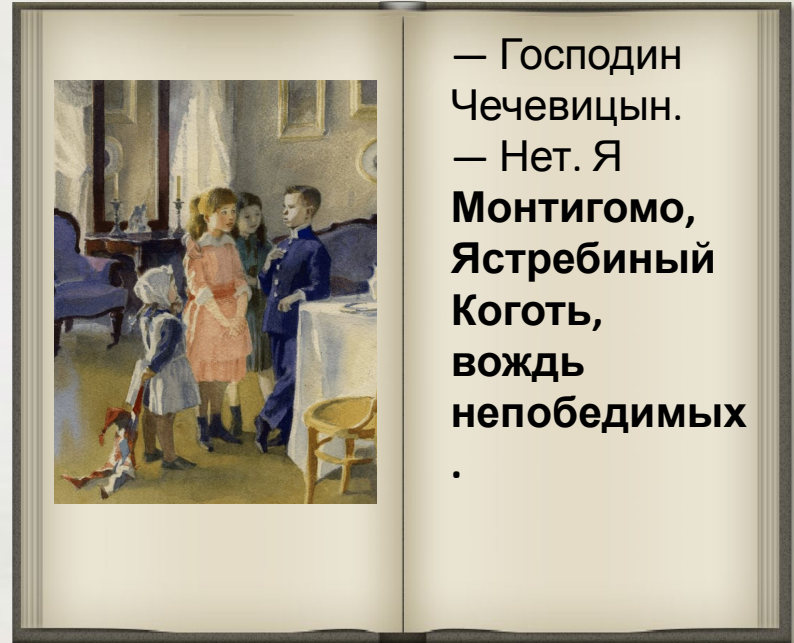 — Господин
Чечевицын.
— Нет. Я
Монтигомо,
Ястребиный
Коготь,
вождь
непобедимых
.